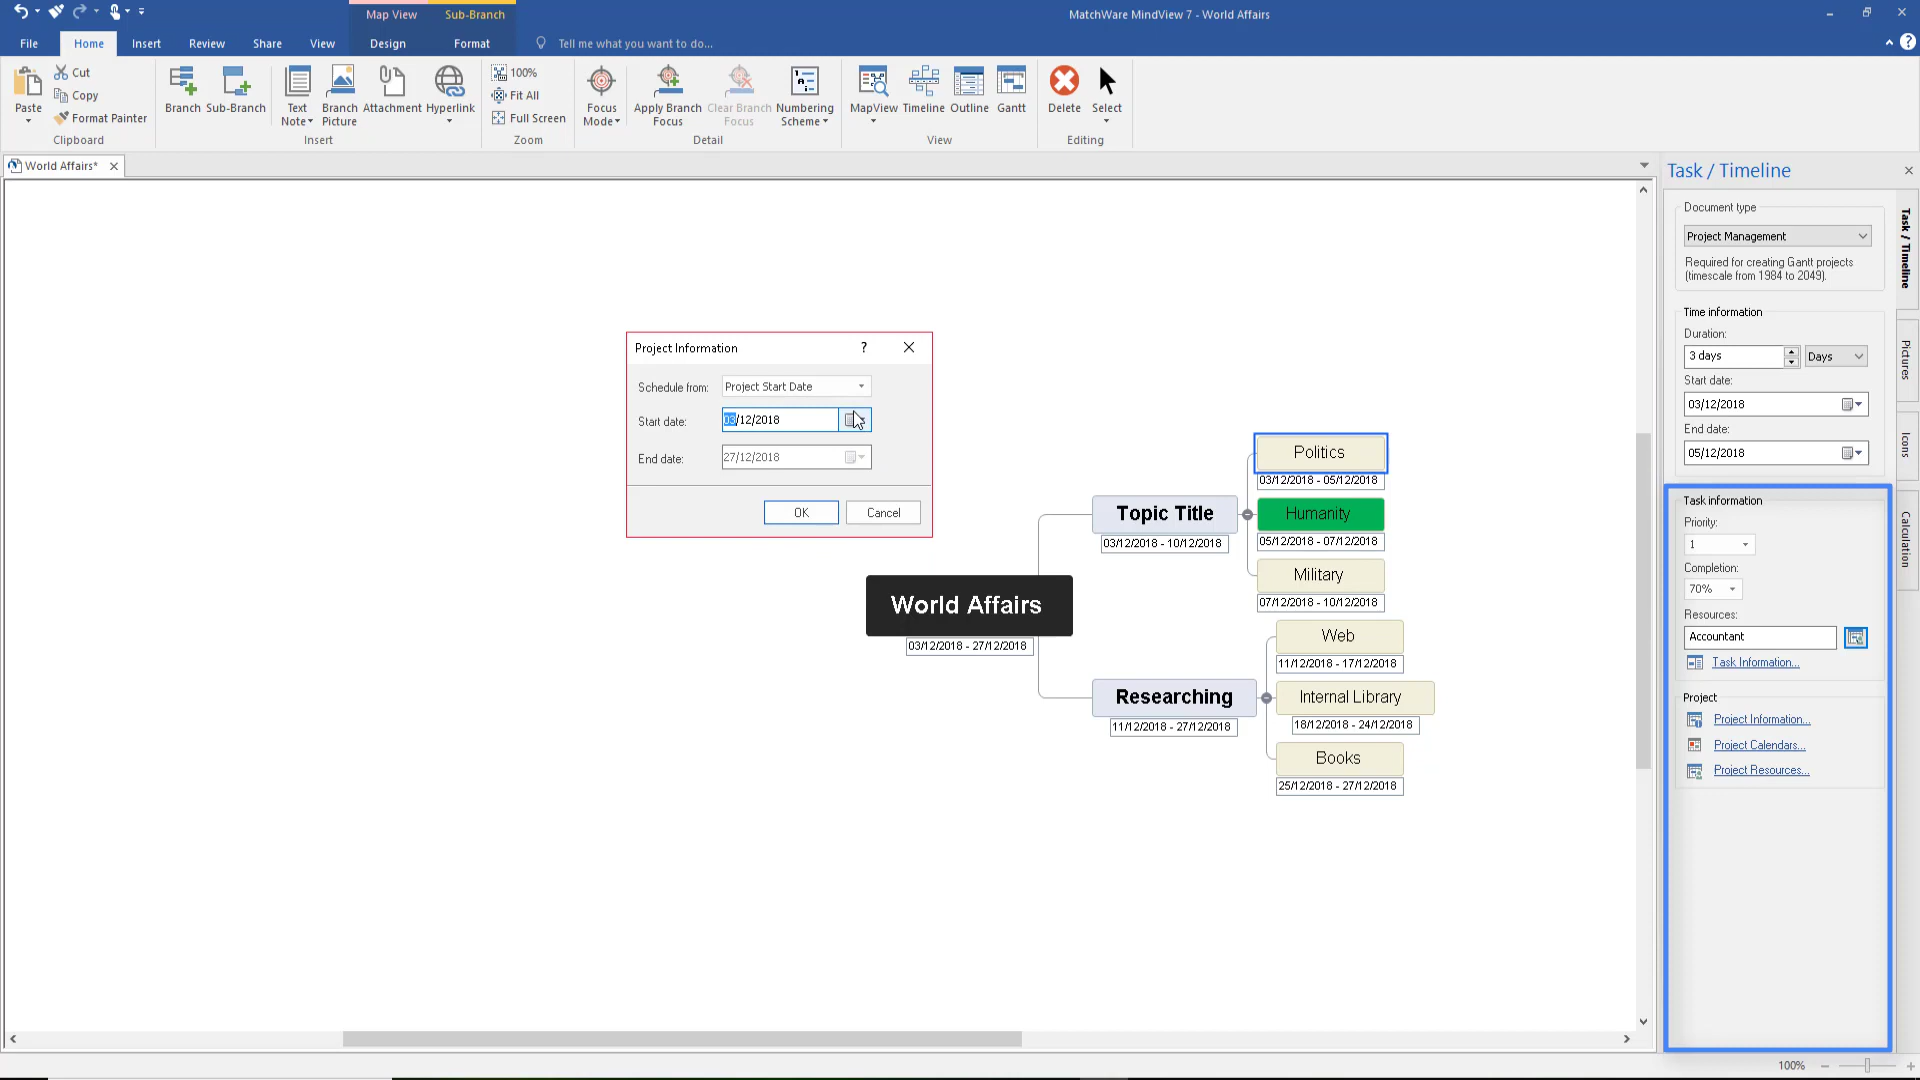 Map View
Sub-Branch
MatchWare MindView 7 - World Affairs
File
Home
Insert
Review
Share
View
Design
Format
Tell me what you want to do...
Paste
Cut
Copy
Format Painter
Clipboard
Branch
Sub-Branch
Text Note
Branch Picture
Attachment
Hyperlink
Insert
100%
Fit All
Full Screen
Zoom
Focus Mode
Apply Branch Focus
Clear Branch Focus
Numbering Scheme
Detail
MapView
Timeline
Outline
Gantt
View
Delete
Select
Editing
World Affairs*
Project Information
?
Schedule from:
Project Start Date
Start date:
03/12/2018
End date:
27/12/2018
OK
Cancel
World Affairs
03/12/2018 - 27/12/2018
Topic Title
03/12/2018 - 10/12/2018
Politics
03/12/2018 - 05/12/2018
Humanity
05/12/2018 - 07/12/2018
Military
07/12/2018 - 10/12/2018
Researching
11/12/2018 - 27/12/2018
Web
11/12/2018 - 17/12/2018
Internal Library
18/12/2018 - 24/12/2018
Books
25/12/2018 - 27/12/2018
Task / Timeline
Document type
Project Management
Required for creating Gantt projects
(timescale from 1984 to 2049).
Time information
Duration:
3 days
Days
Start date:
03/12/2018
End date:
05/12/2018
Task information
Priority:
1
Completion:
70%
Resources:
Accountant
Task Information...
Project
Project Information...
Project Calendars...
Project Resources...
Task / Timeline
Pictures
Icons
Calculation
100%